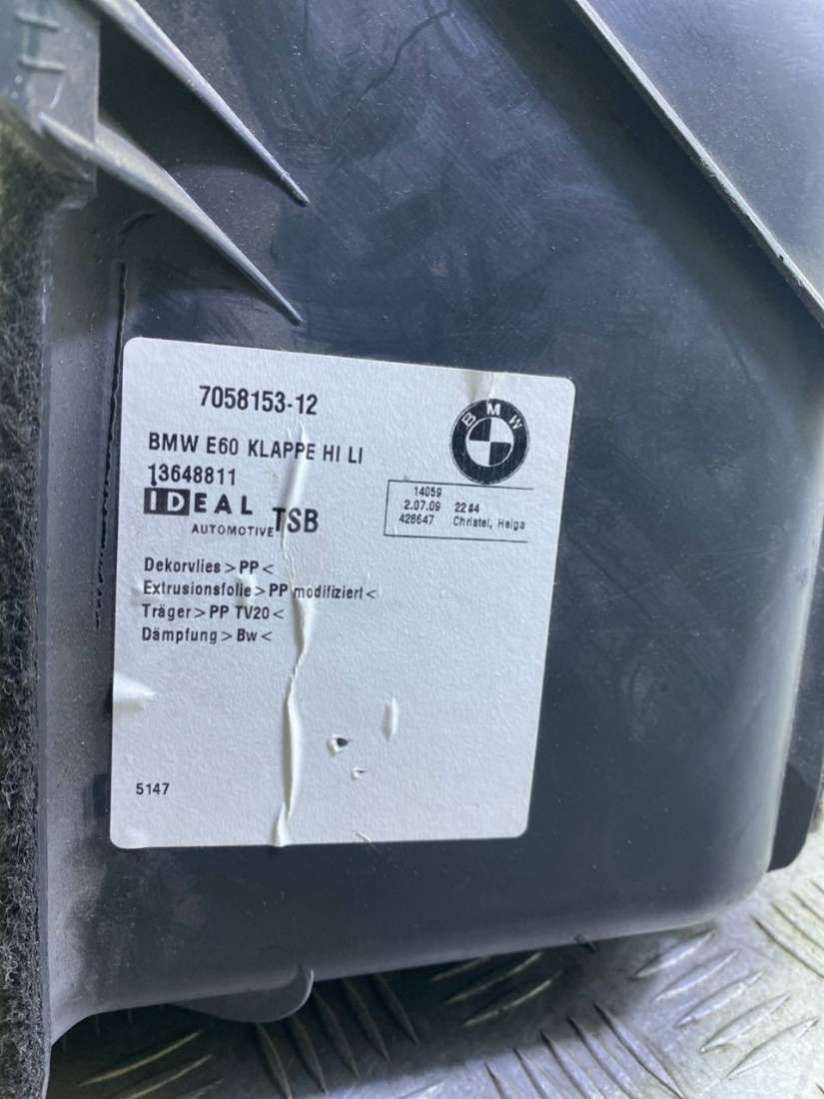 7058153-12
BMW
BMW E60 KLAPPE HI LI
13648811
IDEAL TSB
AUTOMOTIVE
14059
2.07.09 22:44
428647 Christel, Helga
Dekorvlies>PP<
Extrusionsfolie>PP modifiziert<
Träger>PP TV20<
Dämpfung>Bw<
5147